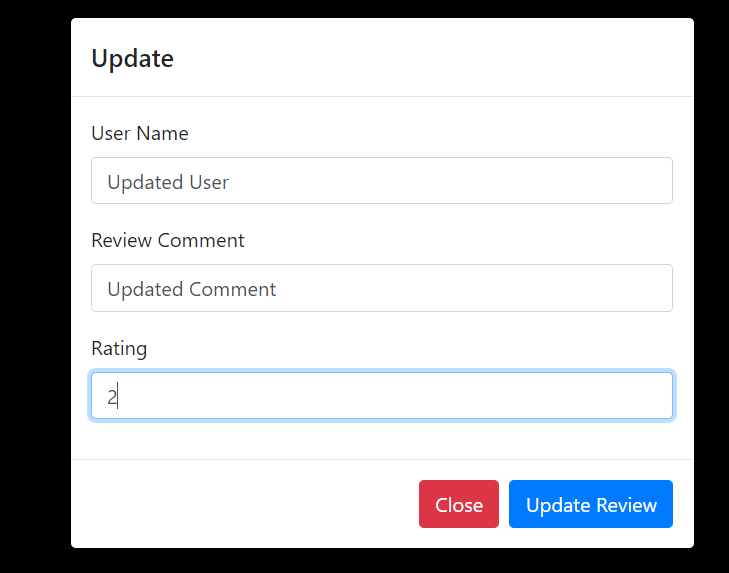 Update
User Name
Updated User
Review Comment
Updated Comment
Rating
2
Close Update Review